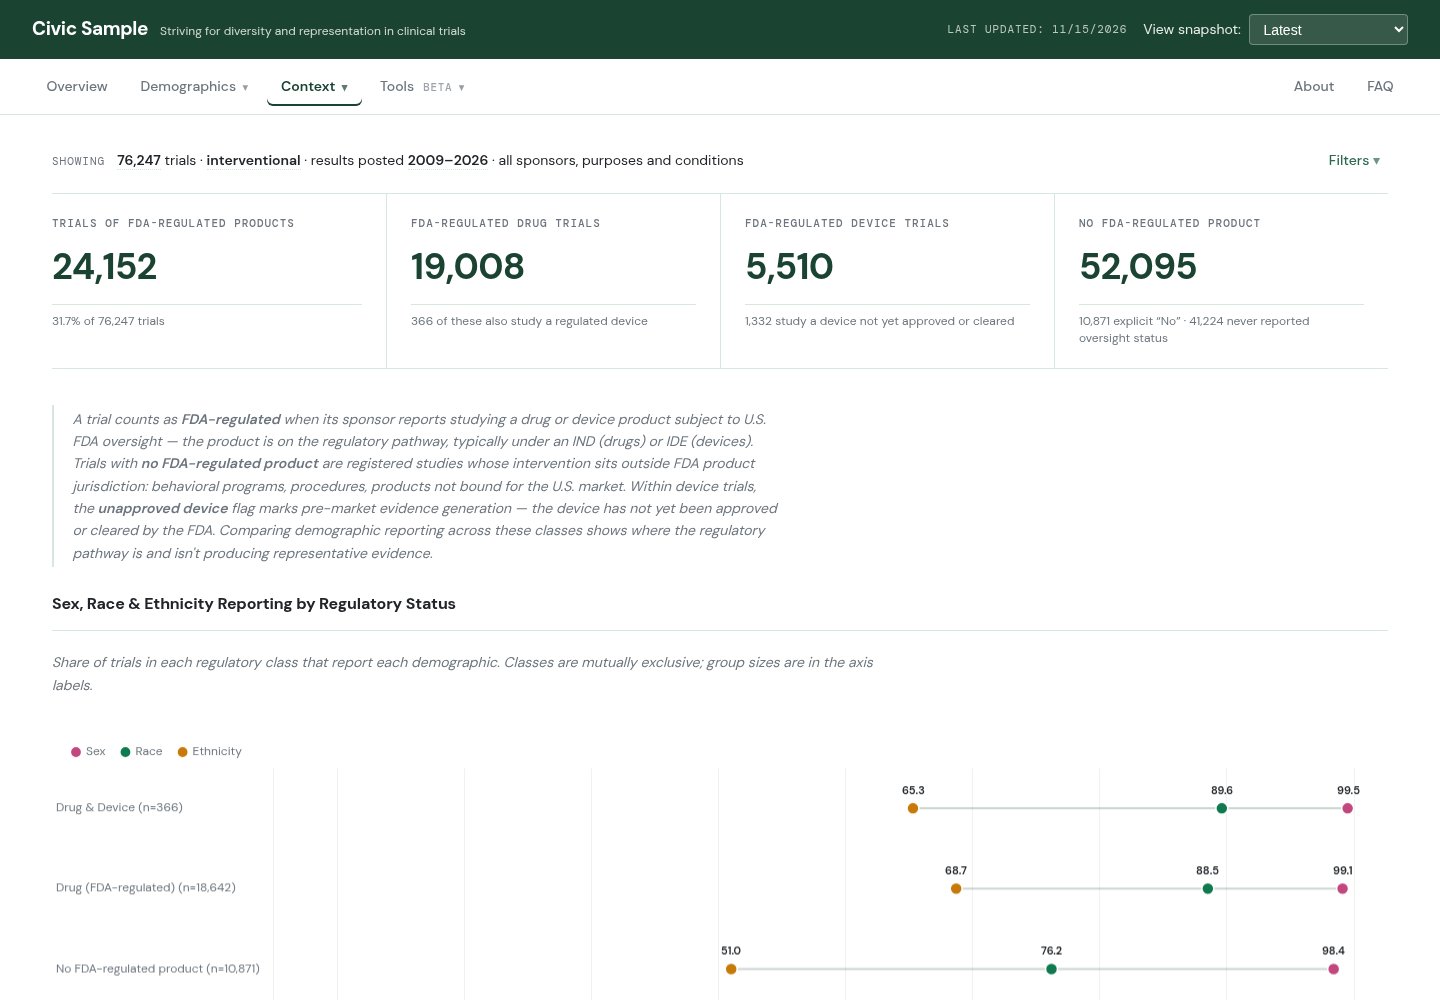 Civic Sample Striving for diversity and representation in clinical trials LAST UPDATED: 11/15/2026 View snapshot: Latest
Overview Demographics ▾ Context ▾ Tools BETA ▾ About FAQ
SHOWING 76,247 trials · interventional · results posted 2009–2026 · all sponsors, purposes and conditions Filters ▾
TRIALS OF FDA-REGULATED PRODUCTS
24,152
31.7% of 76,247 trials
FDA-REGULATED DRUG TRIALS
19,008
366 of these also study a regulated device
FDA-REGULATED DEVICE TRIALS
5,510
1,332 study a device not yet approved or cleared
NO FDA-REGULATED PRODUCT
52,095
10,871 explicit “No” · 41,224 never reported
oversight status
A trial counts as FDA-regulated when its sponsor reports studying a drug or device product subject to U.S.
FDA oversight — the product is on the regulatory pathway, typically under an IND (drugs) or IDE (devices).
Trials with no FDA-regulated product are registered studies whose intervention sits outside FDA product
jurisdiction: behavioral programs, procedures, products not bound for the U.S. market. Within device trials,
the unapproved device flag marks pre-market evidence generation — the device has not yet been approved
or cleared by the FDA. Comparing demographic reporting across these classes shows where the regulatory
pathway is and isn't producing representative evidence.
Sex, Race & Ethnicity Reporting by Regulatory Status
Share of trials in each regulatory class that report each demographic. Classes are mutually exclusive; group sizes are in the axis
labels.
Sex Race Ethnicity
65.3 89.6 99.5
Drug & Device (n=366)
68.7 88.5 99.1
Drug (FDA-regulated) (n=18,642)
51.0 76.2 98.4
No FDA-regulated product (n=10,871)